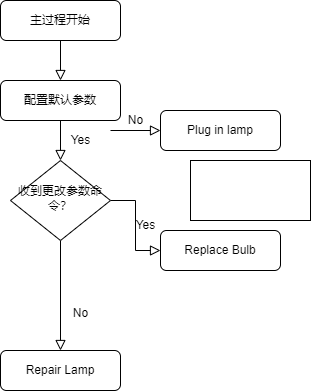 主过程开始
配置默认参数
No
Plug in lamp
Yes
收到更改参数命
令?
Yes
Replace Bulb
No
Repair Lamp